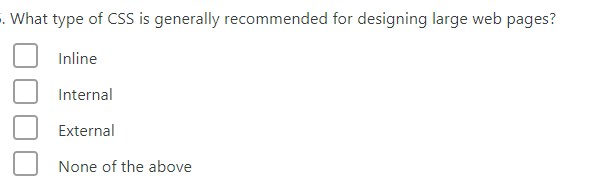 . What type of CSS is generally recommended for designing large web pages?
Inline
Internal
External
None of the above